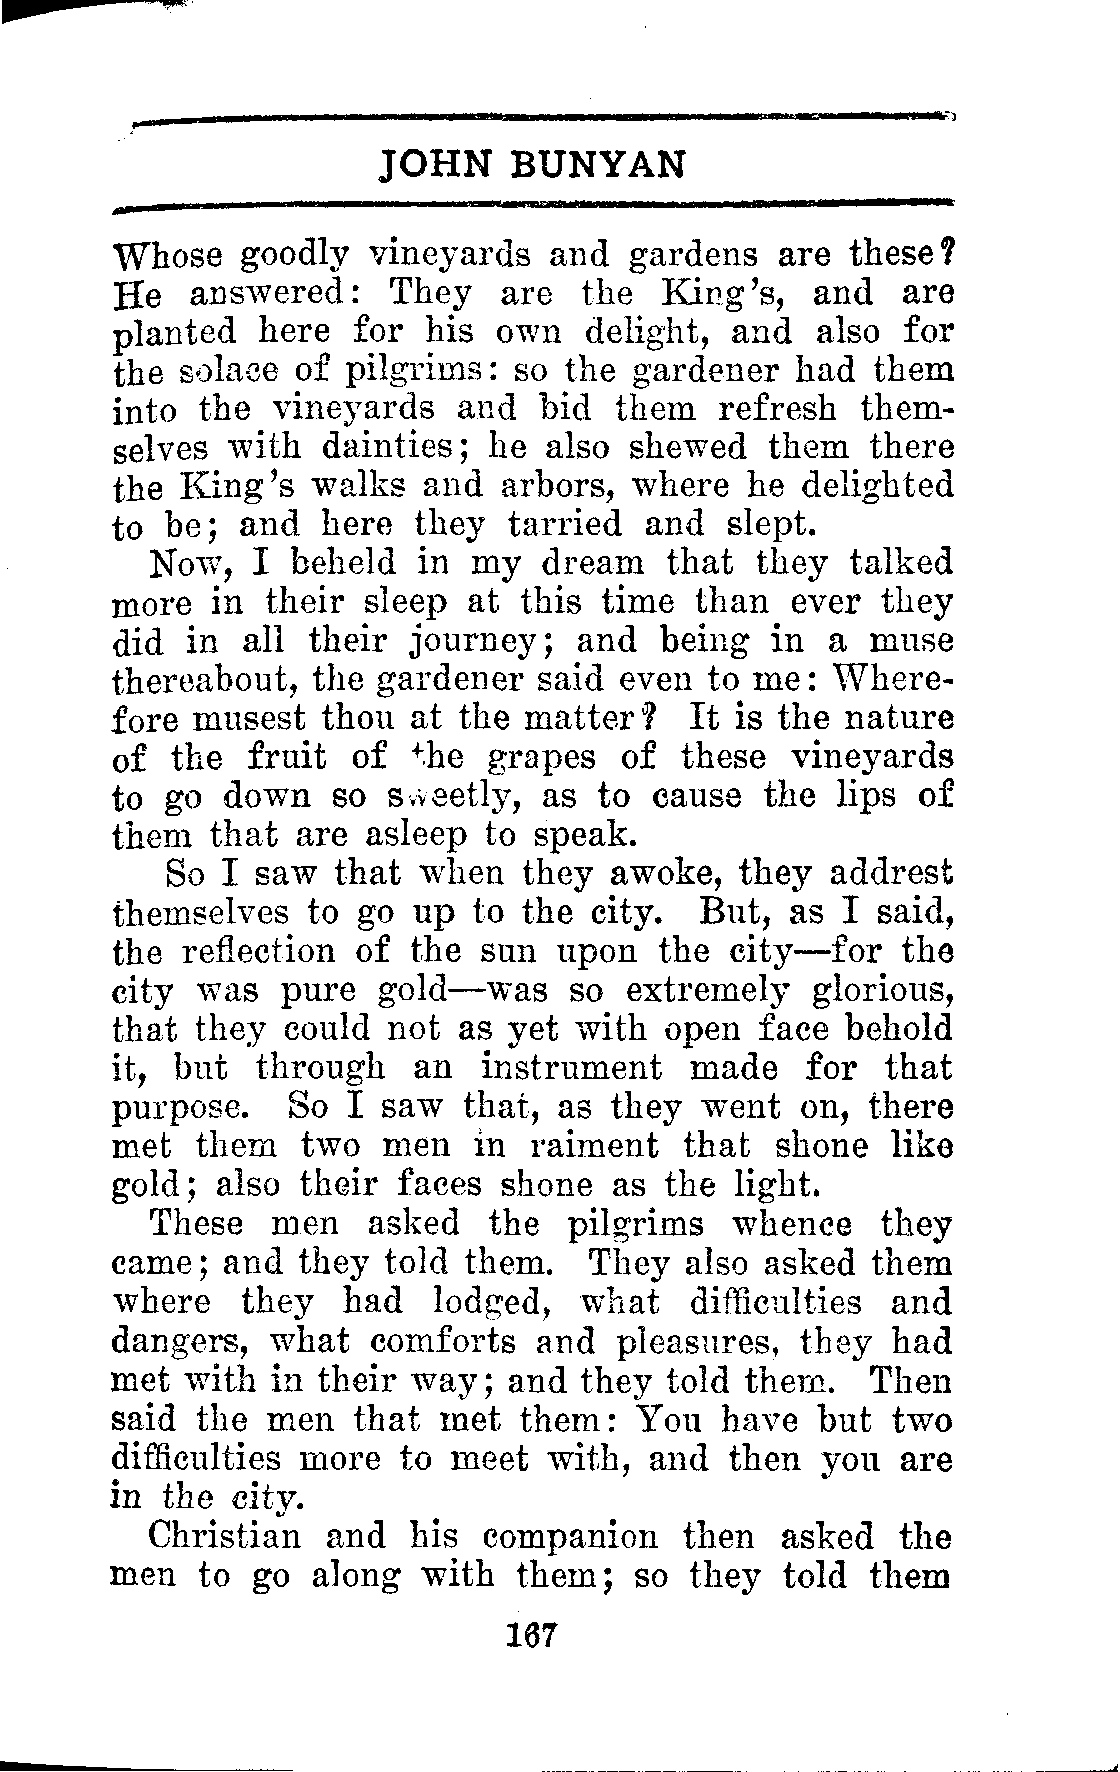 JOHN BUNYAN
Whose goodly vineyards and gardens are these?
He answered: They are the King's, and are
planted here for his own delight, and also for
the solace of pilgrims: so the gardener had them
into the vineyards and bid them refresh them-
selves with dainties; he also shewed them there
the King's walks and arbors, where he delighted
to be; and here they tarried and slept.
Now, I beheld in my dream that they talked
more in their sleep at this time than ever they
did in all their journey; and being in a muse
thereabout, the gardener said even to me: Where-
fore musest thou at the matter? It is the nature
of the fruit of the grapes of these vineyards
to go down so sweetly, as to cause the lips of
them that are asleep to speak.
So I saw that when they awoke, they addrest
themselves to go up to the city. But, as I said,
the reflection of the sun upon the city—for the
city was pure gold—was so extremely glorious,
that they could not as yet with open face behold
it, but through an instrument made for that
purpose. So I saw that, as they went on, there
met them two men in raiment that shone like
gold; also their faces shone as the light.
These men asked the pilgrims whence they
came; and they told them. They also asked them
where they had lodged, what difficulties and
dangers, what comforts and pleasures, they had
met with in their way; and they told them. Then
said the men that met them: You have but two
difficulties more to meet with, and then you are
in the city.
Christian and his companion then asked the
men to go along with them; so they told them
167